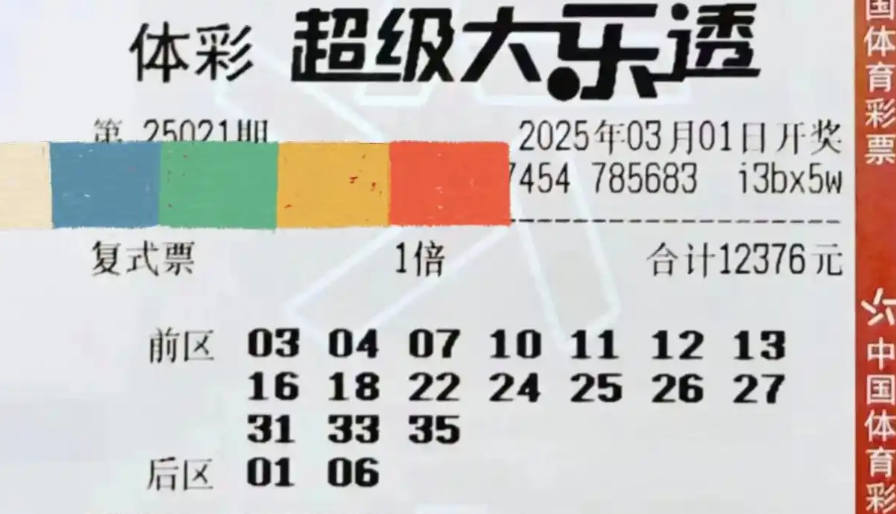 体彩 超级大乐透
第 25021期 2025年03月01日开奖
7454 785683 i3bx5w
复式票 1倍 合计12376元
前区 03 04 07 10 11 12 13
16 18 22 24 25 26 27
31 33 35
后区 01 06
国体育彩票
中国体育彩